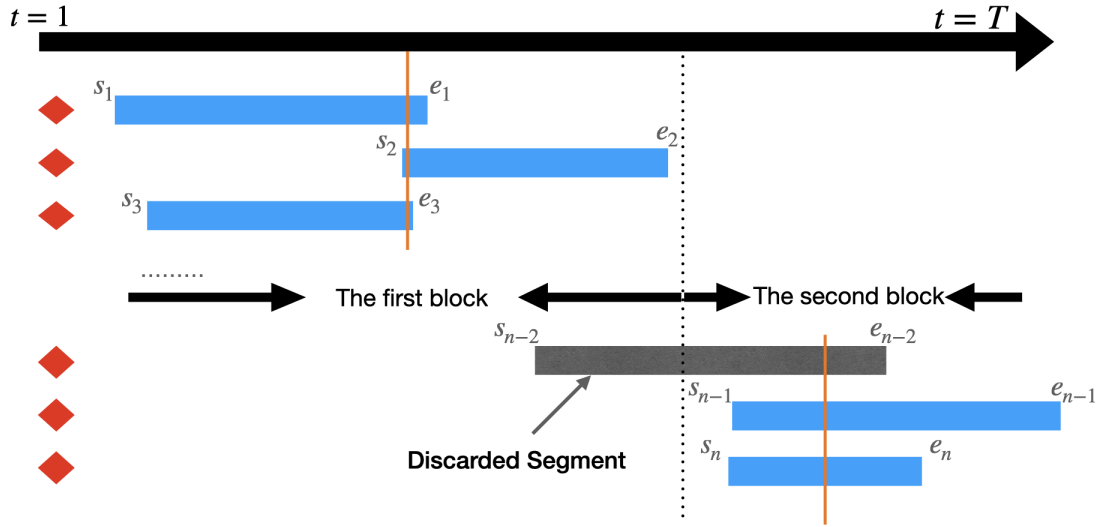 t = 1
t = T
s₁ e₁
s₂ e₂
s₃ e₃
.........
The first block
The second block
sₙ₋₂ eₙ₋₂
sₙ₋₁ eₙ₋₁
Discarded Segment
sₙ eₙ